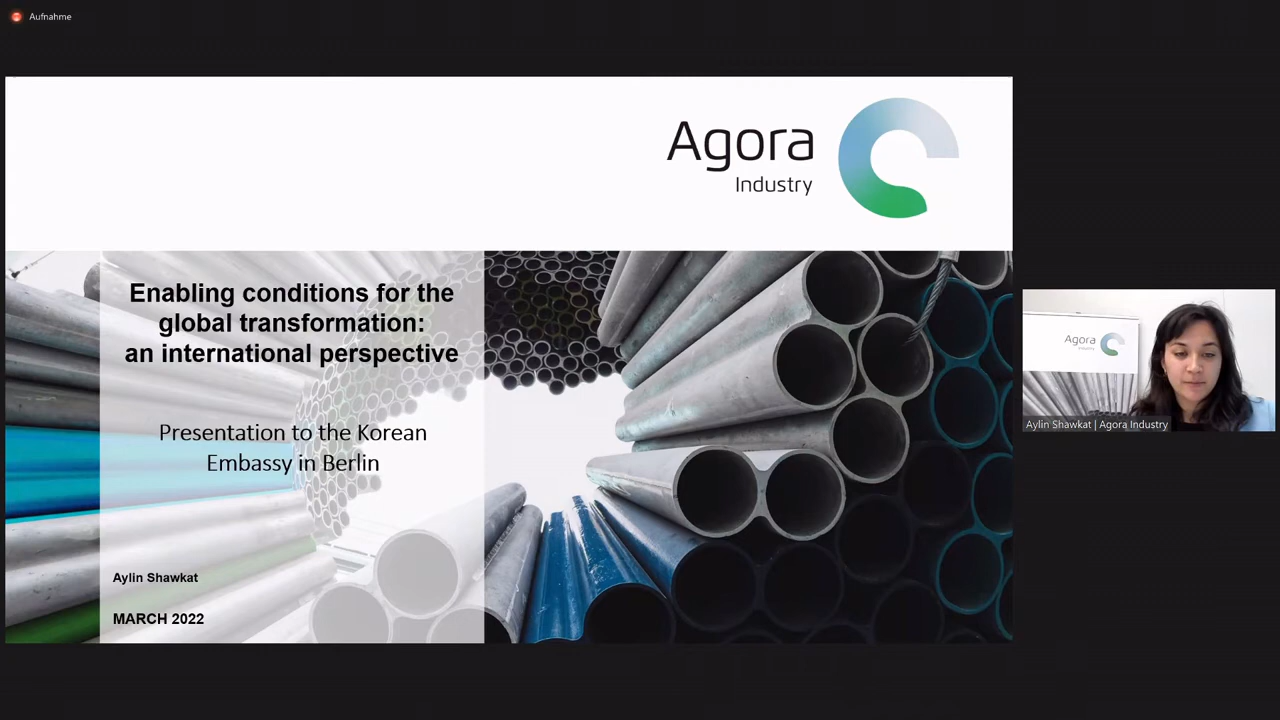 Aufnahme
Agora
Industry
Enabling conditions for the
global transformation:
an international perspective
Presentation to the Korean
Embassy in Berlin
Aylin Shawkat
MARCH 2022
Agora
Industry
Aylin Shawkat | Agora Industry